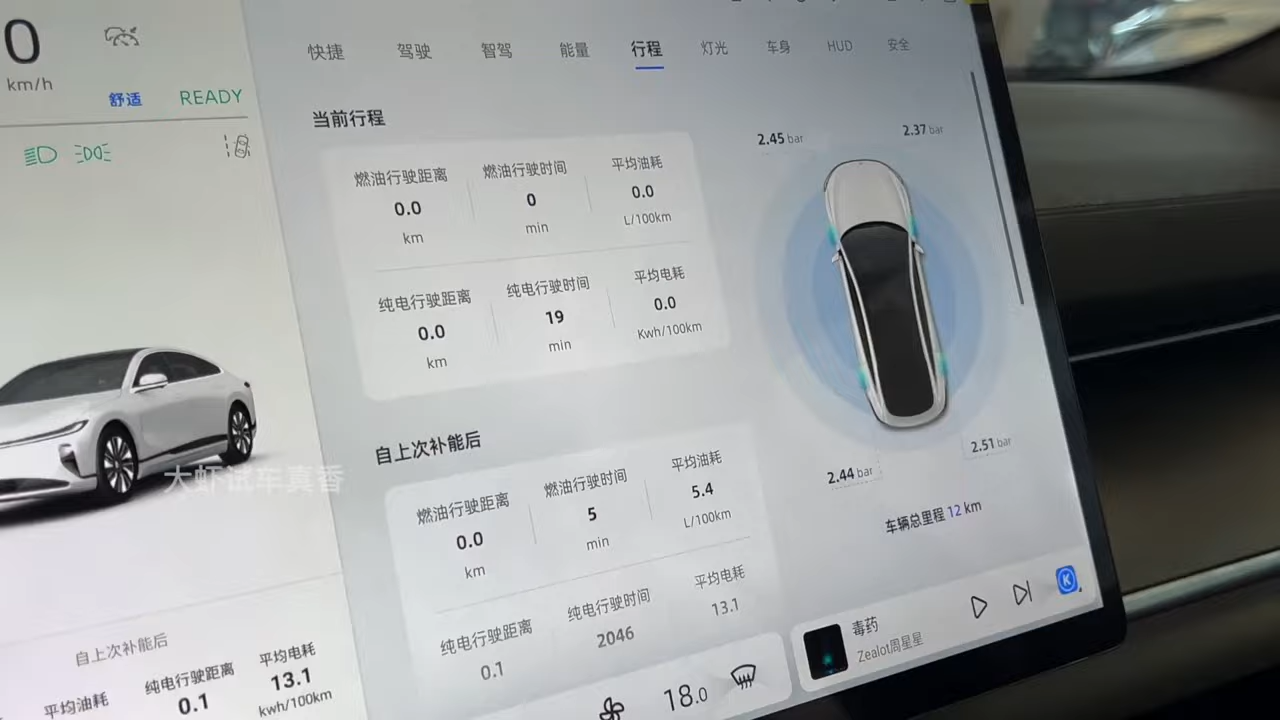 0
km/h
舒适
READY
快捷
驾驶
智驾
能量
行程
灯光
车身
HUD
安全
当前行程
燃油行驶距离
0.0
km
燃油行驶时间
0
min
平均油耗
0.0
L/100km
纯电行驶距离
0.0
km
纯电行驶时间
19
min
平均电耗
0.0
Kwh/100km
自上次补能后
燃油行驶距离
0.0
km
燃油行驶时间
5
min
平均油耗
5.4
L/100km
纯电行驶距离
0.1
纯电行驶时间
2046
平均电耗
13.1
2.45 bar
2.37 bar
2.44 bar
2.51 bar
车辆总里程 12 km
大虾试车真香
自上次补能后
平均油耗
纯电行驶距离
0.1
平均电耗
13.1
kwh/100km
18.0
毒药
Zealot周星星
K